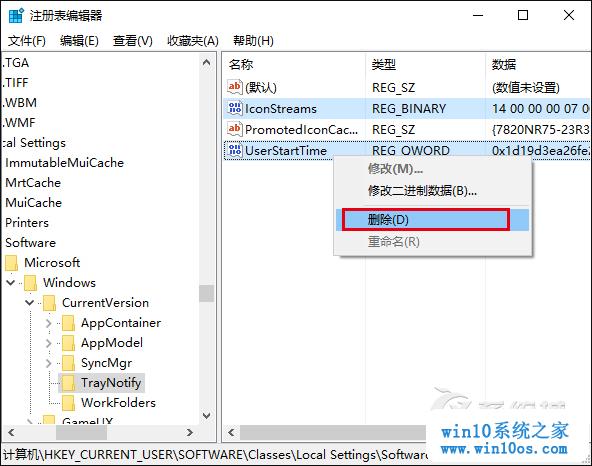 注册表编辑器
文件(F) 编辑(E) 查看(V) 收藏夹(A) 帮助(H)
.TGA
.TIFF
.WBM
.WMF
cal Settings
ImmutableMuiCache
MrtCache
MuiCache
Printers
Software
Microsoft
Windows
CurrentVersion
AppContainer
AppModel
SyncMgr
TrayNotify
WorkFolders
GameUX
名称 类型 数据
(默认) REG_SZ (数值未设置)
IconStreams REG_BINARY 14 00 00 00 07 00
PromotedIconCac... REG_SZ {7820NR75-23R3
UserStartTime REG_QWORD 0x1d19d3ea26fe
修改(M)...
修改二进制数据(B)...
删除(D)
重命名(R)
计算机\HKEY_CURRENT_USER\SOFTWARE\Classes\Local Settings\Software
win10系统之家
www.win10os.com